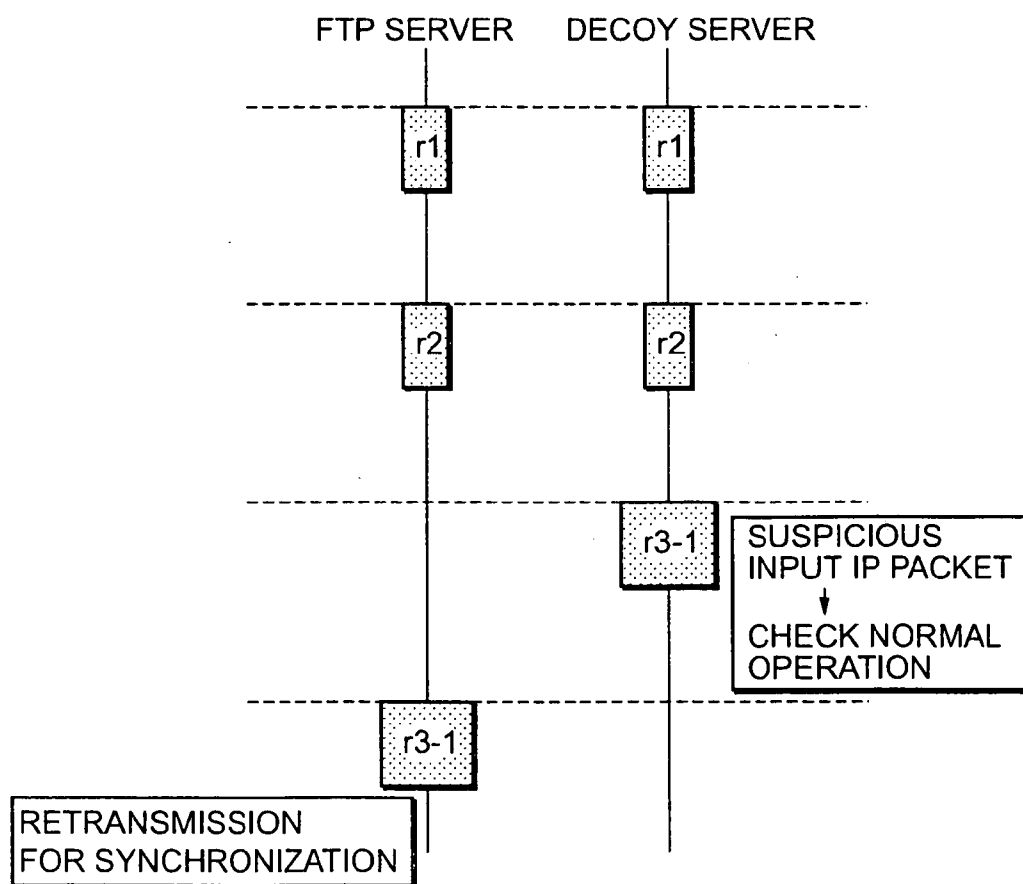 FTP SERVER DECOY SERVER
r1 r1
r2 r2
r3-1
SUSPICIOUS
INPUT IP PACKET
CHECK NORMAL
OPERATION
r3-1
RETRANSMISSION
FOR SYNCHRONIZATION